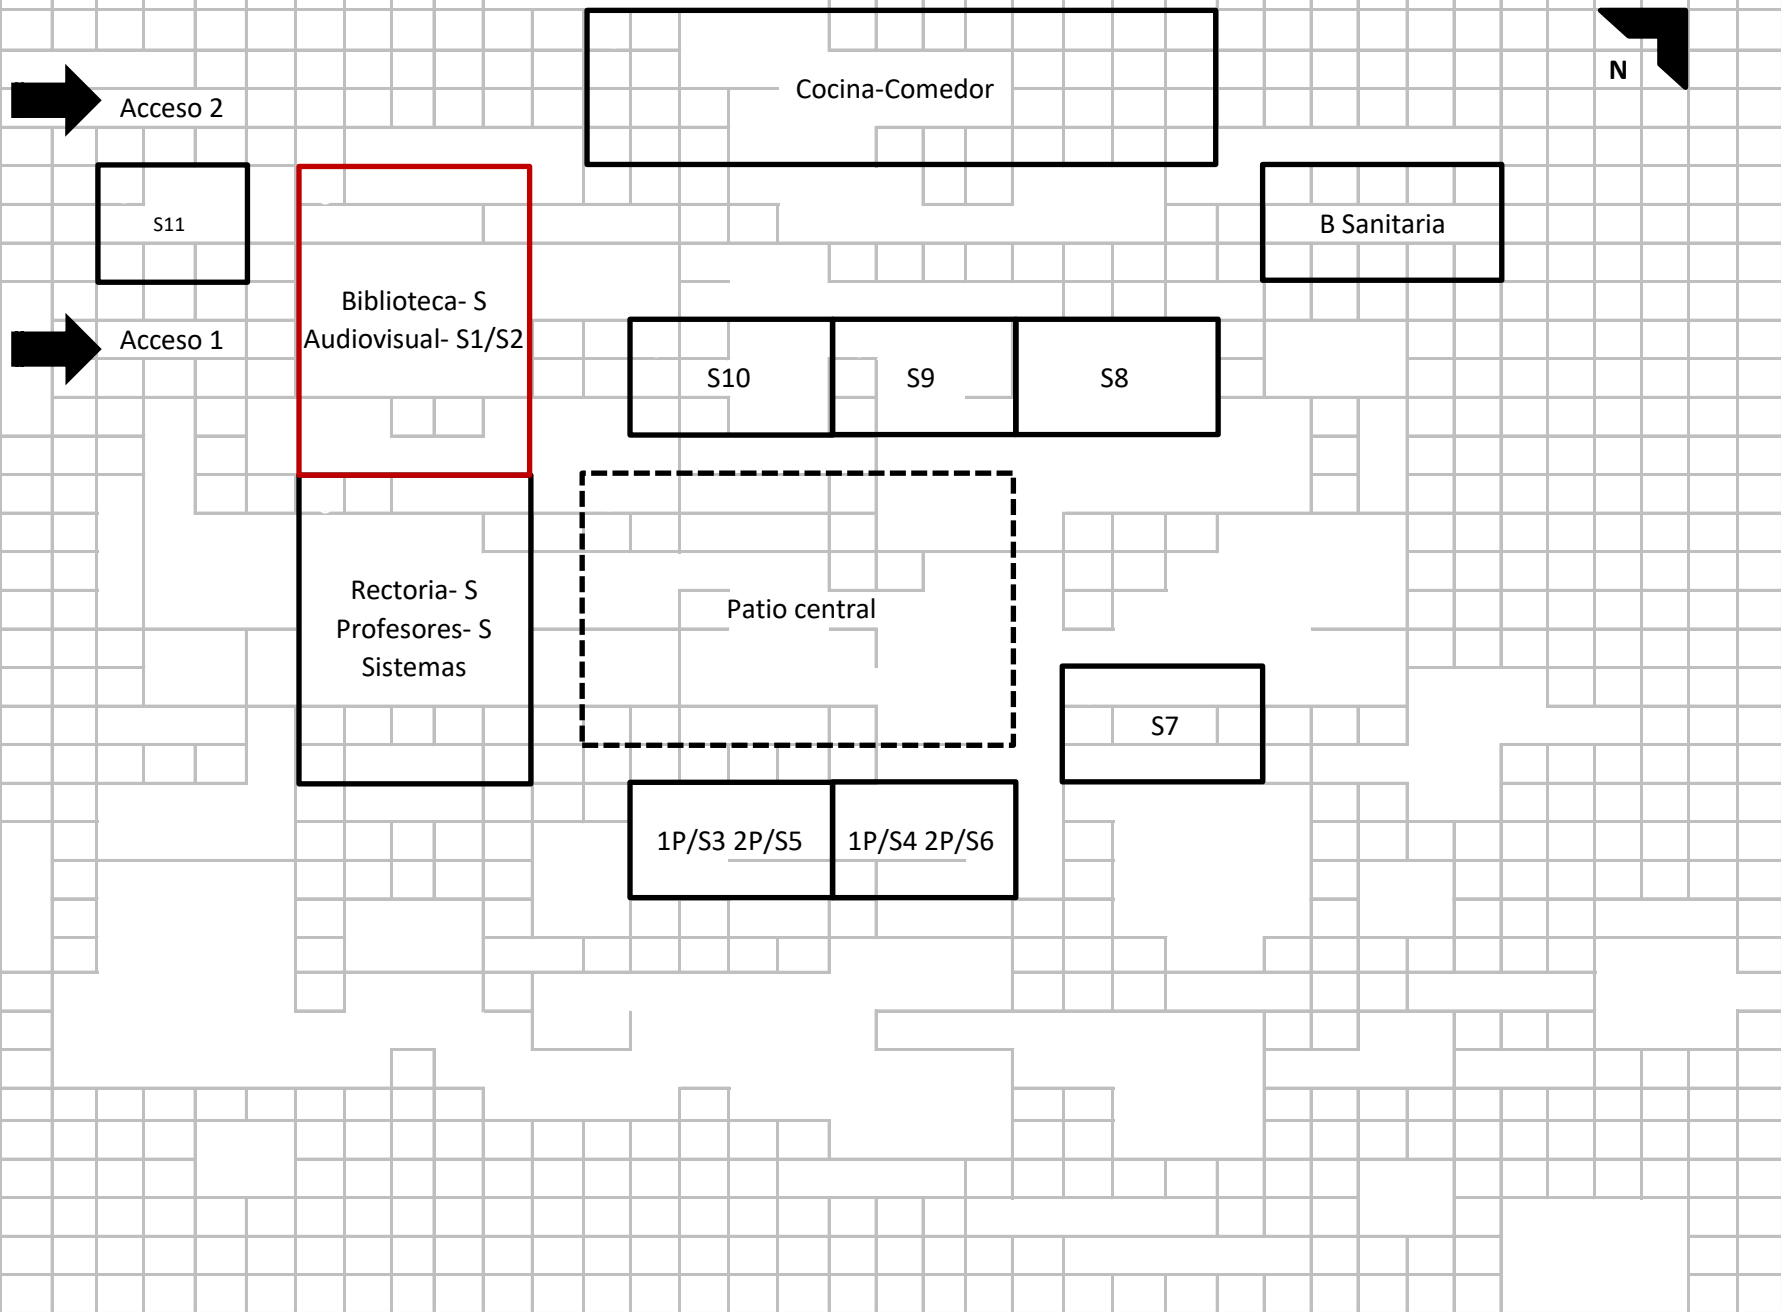 Cocina-Comedor
N
Acceso 2
S11
B Sanitaria
Biblioteca- S
Audiovisual- S1/S2
Acceso 1
S10
S9
S8
Rectoria- S
Profesores- S
Sistemas
Patio central
S7
1P/S3 2P/S5
1P/S4 2P/S6